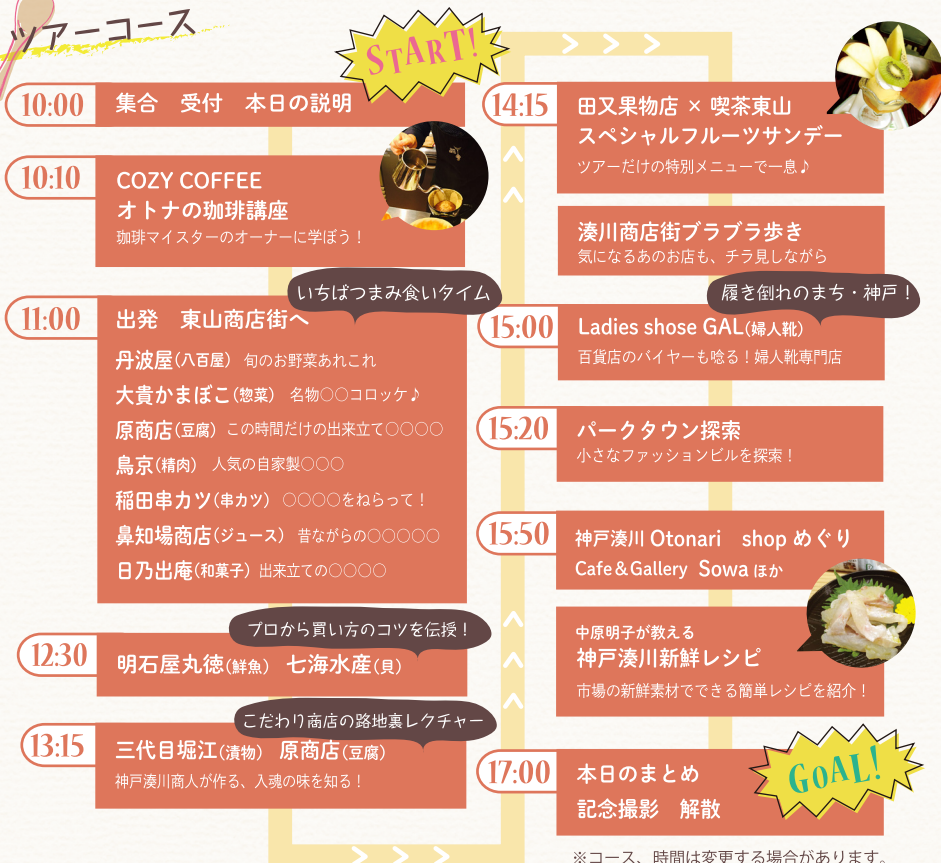 ツアーコース
START!
10:00
集合　受付　本日の説明
10:10
COZY COFFEE
オトナの珈琲講座
珈琲マイスターのオーナーに学ぼう！
いちばつまみ食いタイム
11:00
出発　東山商店街へ
丹波屋(八百屋)　旬のお野菜あれこれ
大貴かまぼこ(惣菜)　名物○○コロッケ♪
原商店(豆腐)　この時間だけの出来立て○○○○
鳥京(精肉)　人気の自家製○○○
稲田串カツ(串カツ)　○○○○をねらって！
鼻知場商店(ジュース)　昔ながらの○○○○○
日乃出庵(和菓子)　出来立ての○○○○
プロから買い方のコツを伝授！
12:30
明石屋丸徳(鮮魚)　七海水産(貝)
こだわり商店の路地裏レクチャー
13:15
三代目堀江(漬物)　原商店(豆腐)
神戸湊川商人が作る、入魂の味を知る！
14:15
田又果物店 × 喫茶東山
スペシャルフルーツサンデー
ツアーだけの特別メニューで一息♪
湊川商店街ブラブラ歩き
気になるあのお店も、チラ見しながら
履き倒れのまち・神戸！
15:00
Ladies shose GAL(婦人靴)
百貨店のバイヤーも唸る！婦人靴専門店
15:20
パークタウン探索
小さなファッションビルを探索！
15:50
神戸湊川 Otonari　shop めぐり
Cafe＆Gallery　Sowa ほか
中原明子が教える
神戸湊川新鮮レシピ
市場の新鮮素材でできる簡単レシピを紹介！
17:00
本日のまとめ
記念撮影　解散
GOAL!
※コース、時間は変更する場合があります。